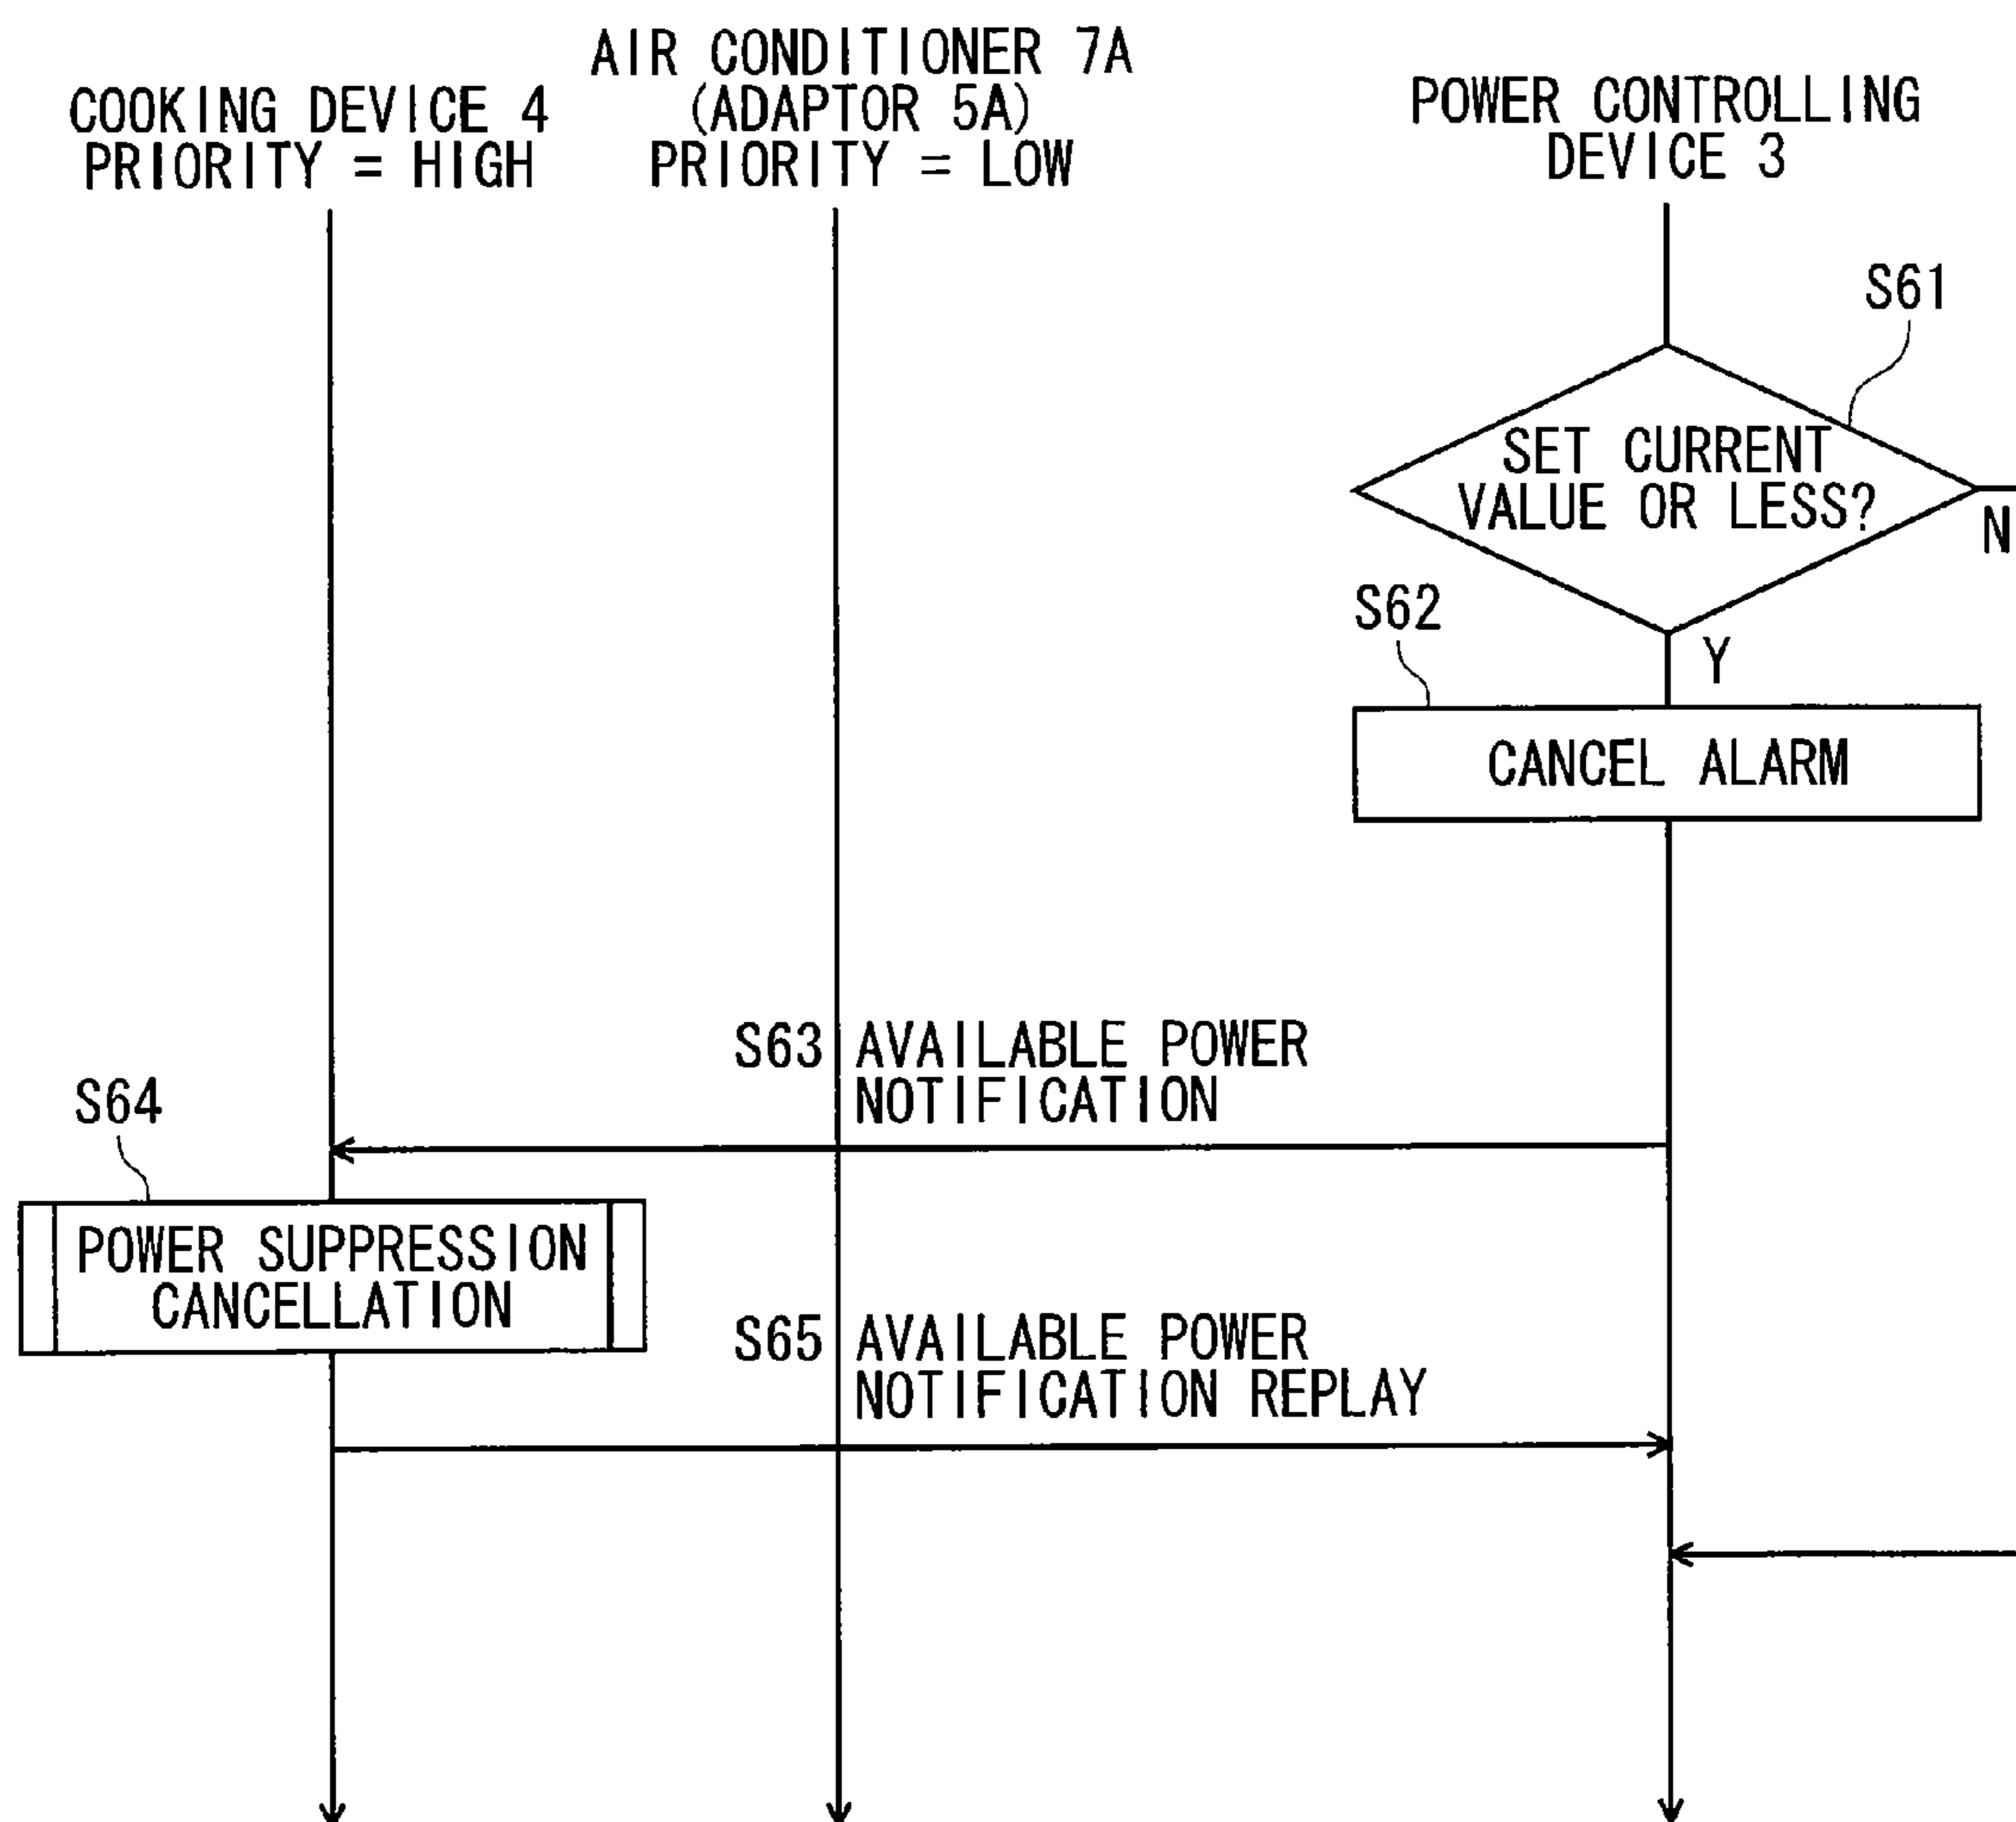 COOKING DEVICE 4
PRIORITY = HIGH
AIR CONDITIONER 7A
(ADAPTOR 5A)
PRIORITY = LOW
POWER CONTROLLING
DEVICE 3
S61
SET CURRENT
VALUE OR LESS?
N
S62
Y
CANCEL ALARM
S63 AVAILABLE POWER
NOTIFICATION
S64
POWER SUPPRESSION
CANCELLATION
S65 AVAILABLE POWER
NOTIFICATION REPLAY